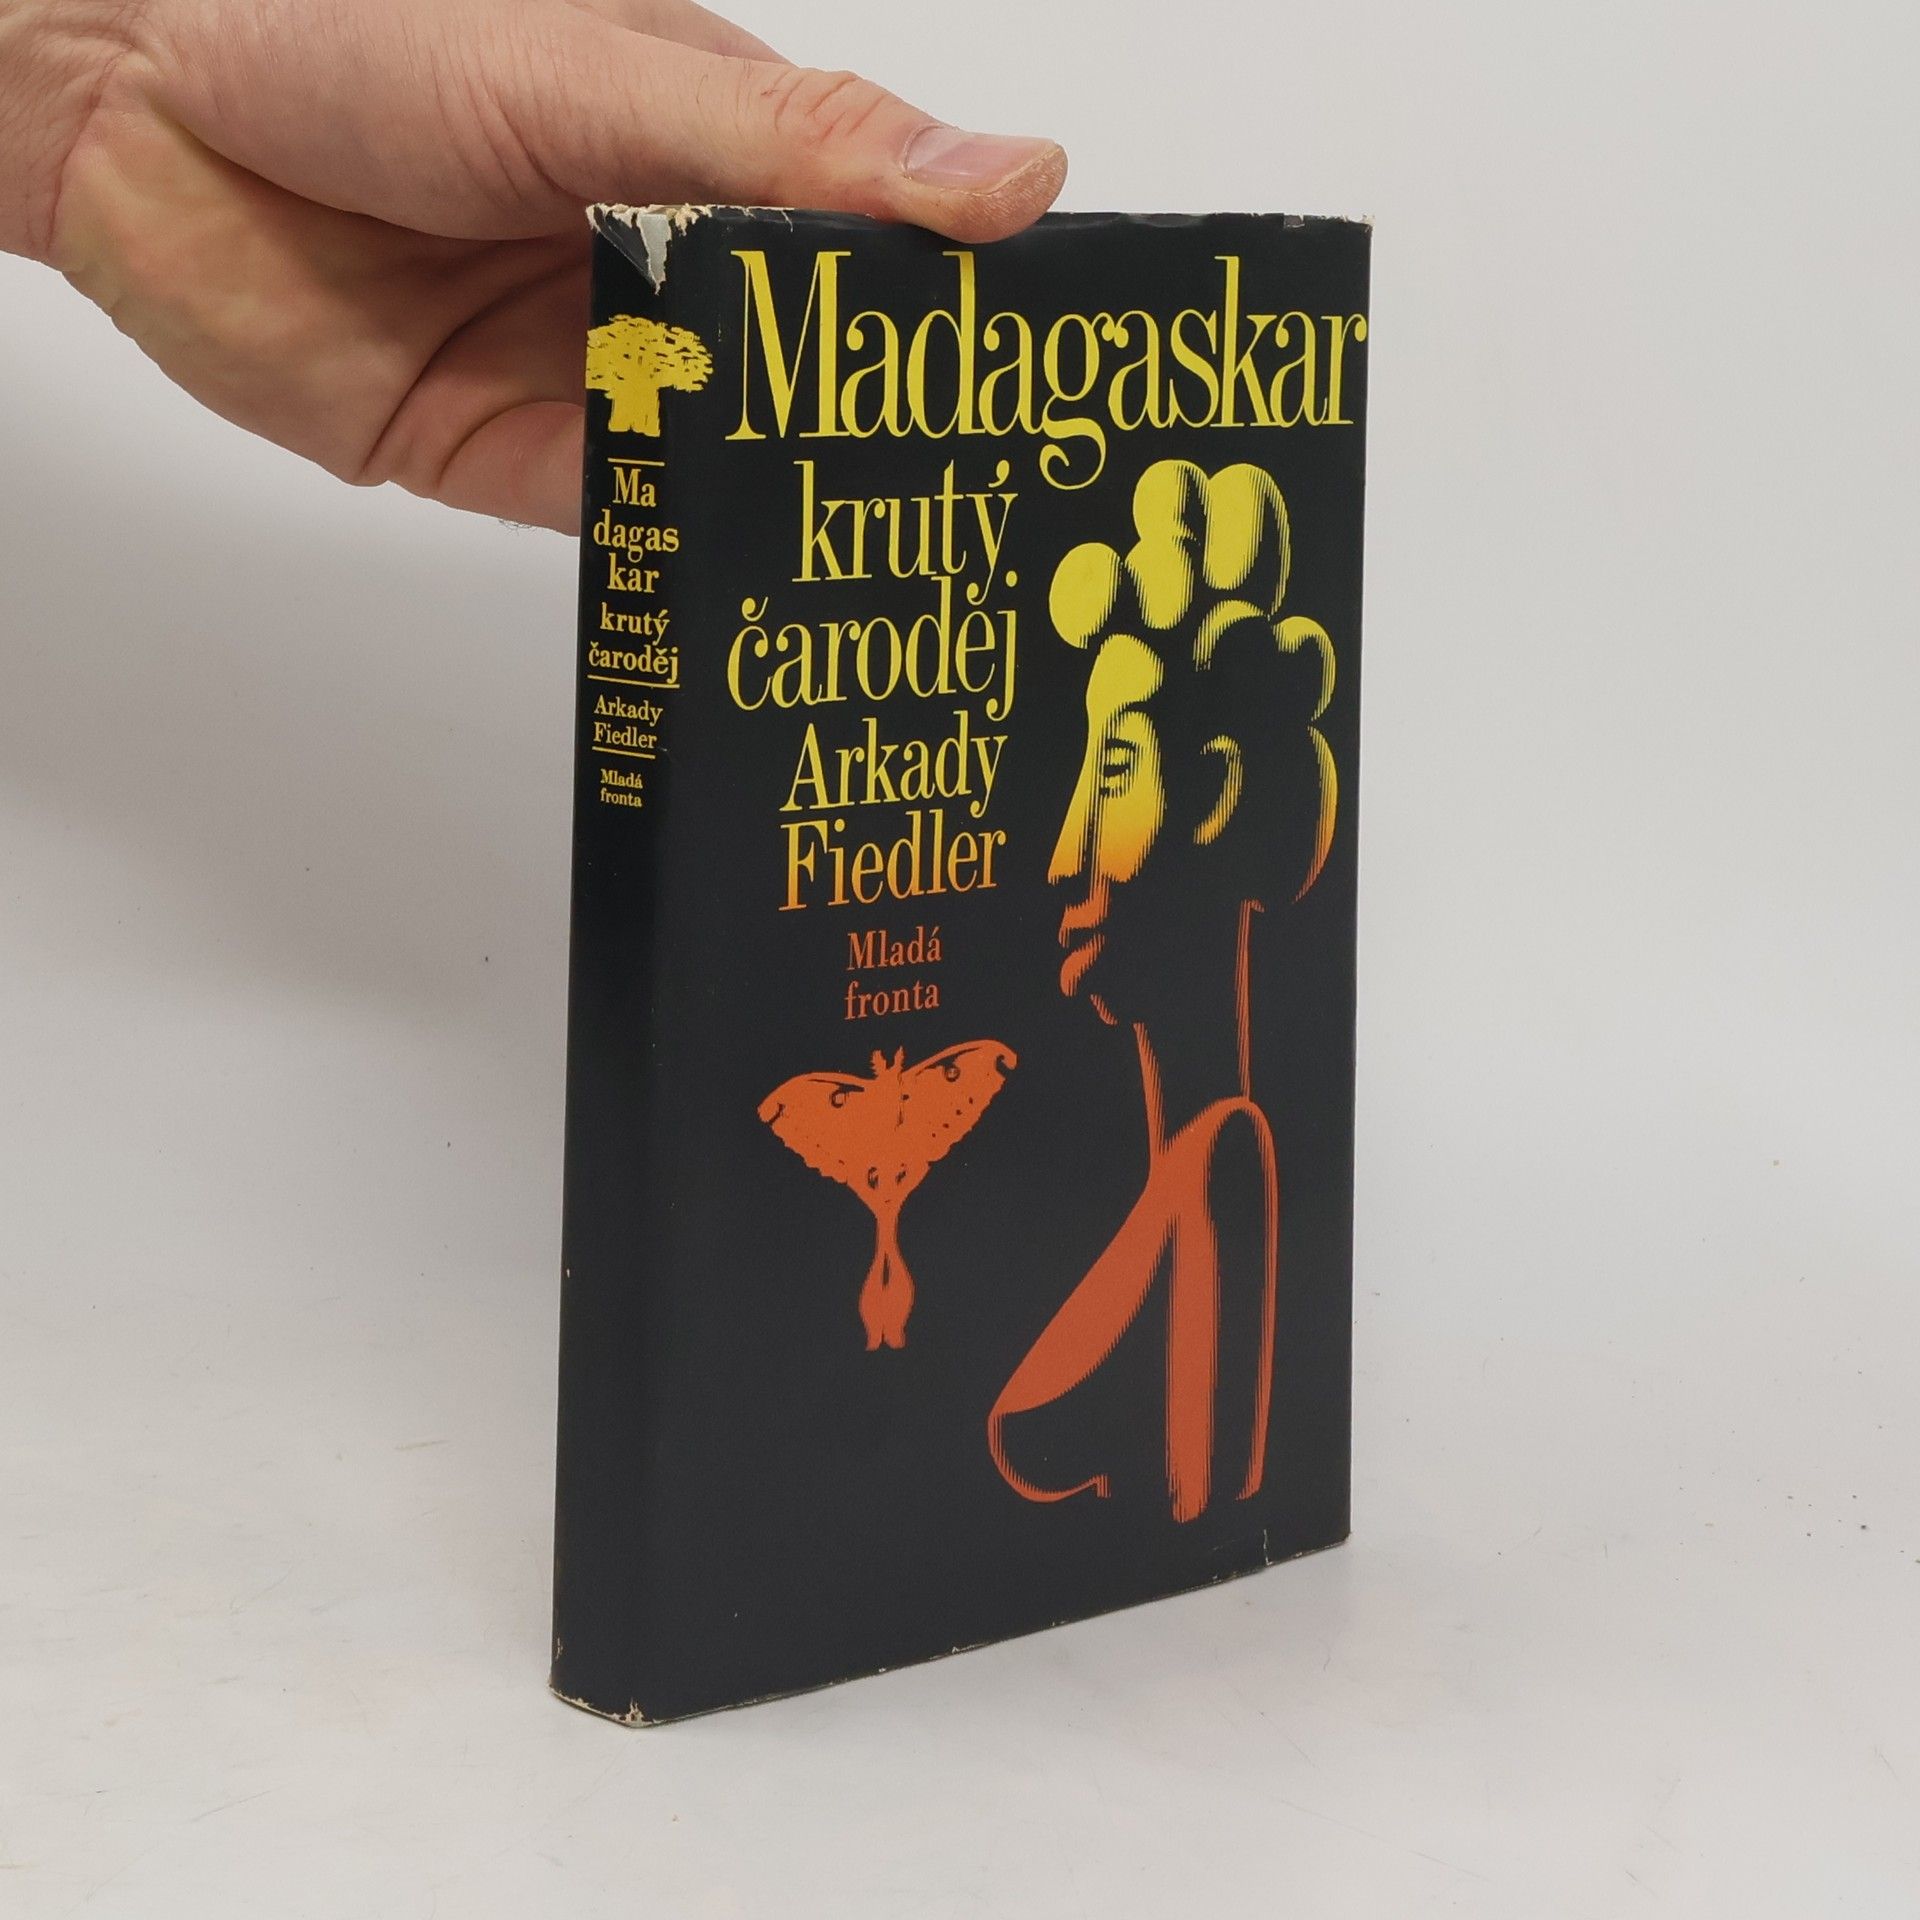 Madagaskar
krutý
čaroděj
Arkady
Fiedler
Mladá
fronta
Ma
dagas
kar
krutý
čaroděj
Arkady
Fiedler
Mladá
fronta